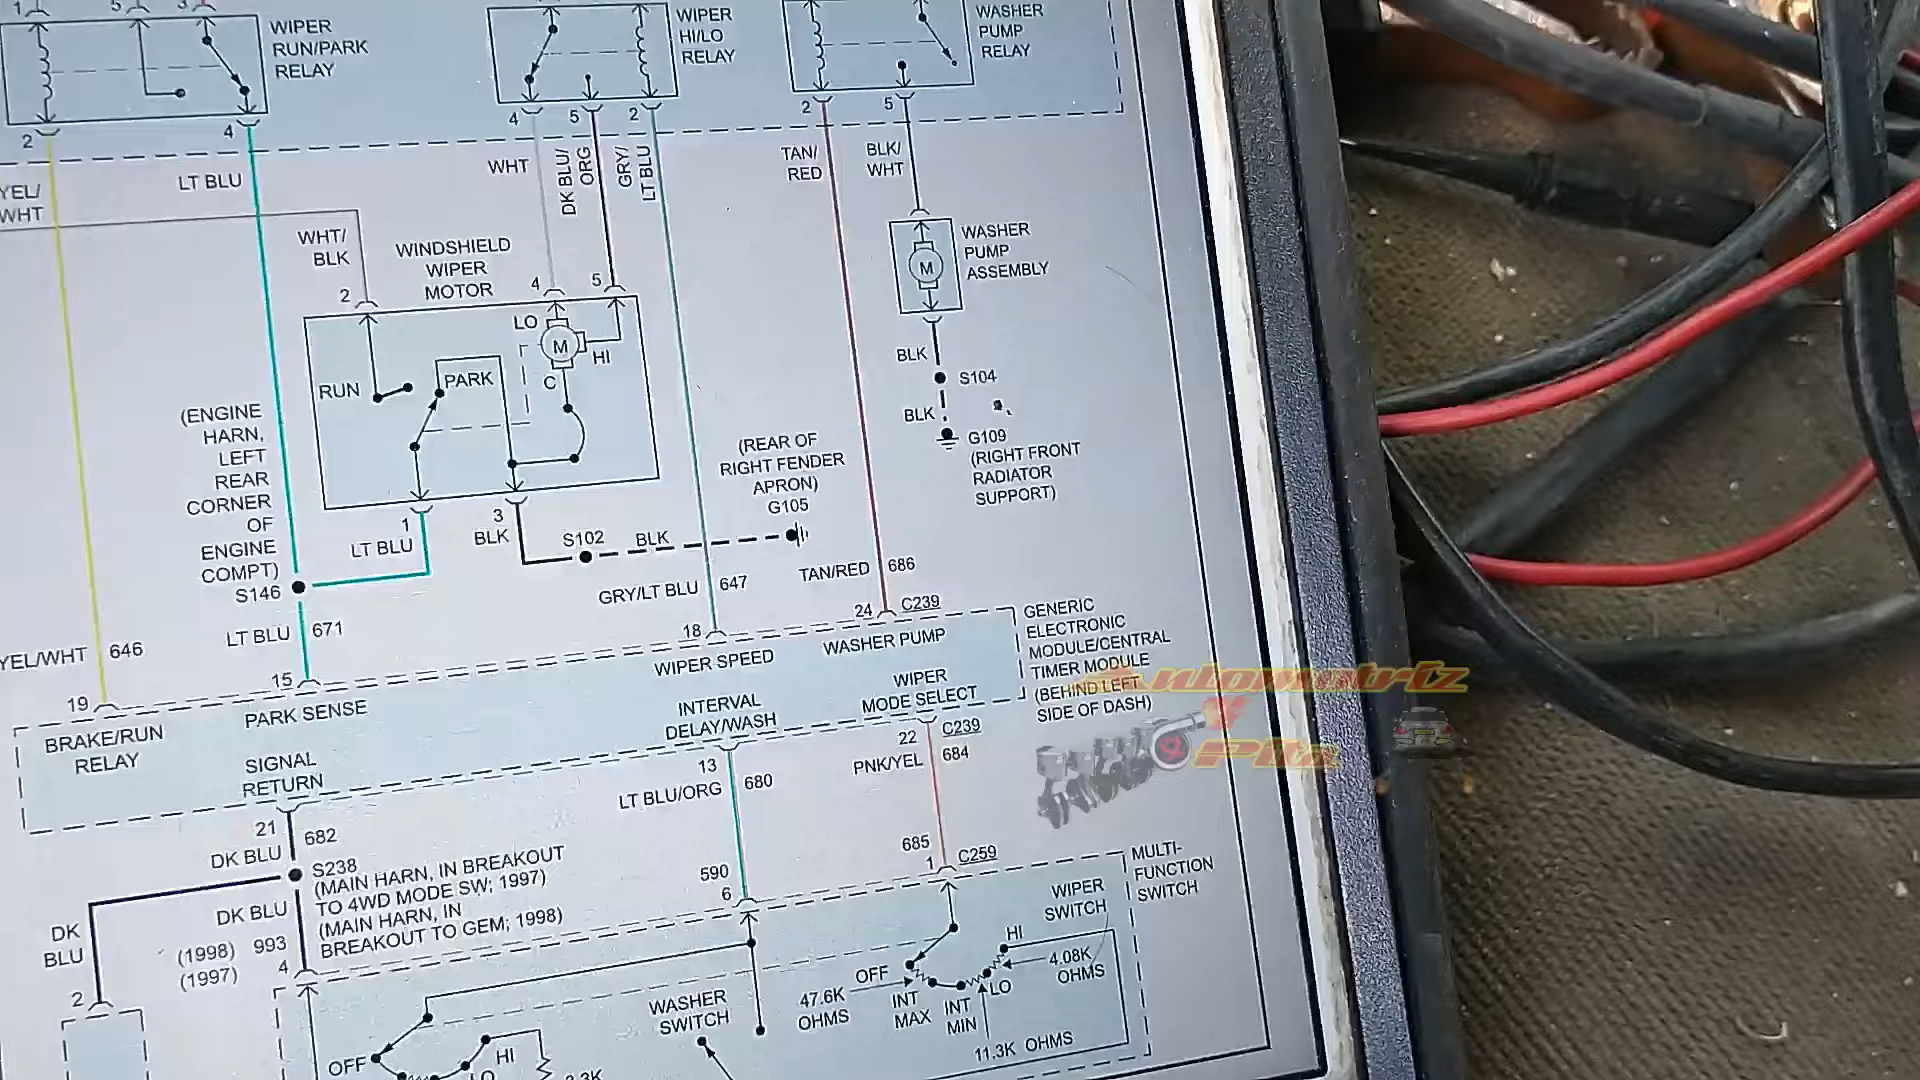 1
5
3
WIPER
RUN/PARK
RELAY
WIPER
HI/LO
RELAY
WASHER
PUMP
RELAY
2
4
4
5
2
2
5
YEL/
WHT
LT BLU
WHT
DK BLU/
ORG
GRY/
LT BLU
TAN/
RED
BLK/
WHT
WHT/
BLK
2
WINDSHIELD
WIPER
MOTOR
4
5
WASHER
PUMP
ASSEMBLY
M
LO
M
HI
C
RUN
PARK
BLK
S104
BLK
G109
(RIGHT FRONT
RADIATOR
SUPPORT)
(ENGINE
HARN,
LEFT
REAR
CORNER
OF
ENGINE
COMPT)
S146
(REAR OF
RIGHT FENDER
APRON)
G105
1
LT BLU
3
BLK
S102
BLK
GRY/LT BLU
647
TAN/RED
686
YEL/WHT
646
LT BLU
671
19
15
18
24
C239
GENERIC
ELECTRONIC
MODULE/CENTRAL
TIMER MODULE
(BEHIND LEFT
SIDE OF DASH)
BRAKE/RUN
RELAY
PARK SENSE
WIPER SPEED
WASHER PUMP
SIGNAL
RETURN
INTERVAL
DELAY/WASH
WIPER
MODE SELECT
Automotriz
Y
Pits
21
682
DK BLU
S238
(MAIN HARN, IN BREAKOUT
TO 4WD MODE SW; 1997)
(MAIN HARN, IN
BREAKOUT TO GEM; 1998)
13
LT BLU/ORG
680
22
C239
PNK/YEL
684
590
6
685
1
C259
MULTI-
FUNCTION
SWITCH
DK
BLU
DK BLU
(1998)
993
(1997)
4
2
WIPER
SWITCH
OFF
HI
4.08K
OHMS
47.6K
OHMS
INT
MAX
INT
MIN
LO
11.3K OHMS
WASHER
SWITCH
OFF
HI
LO